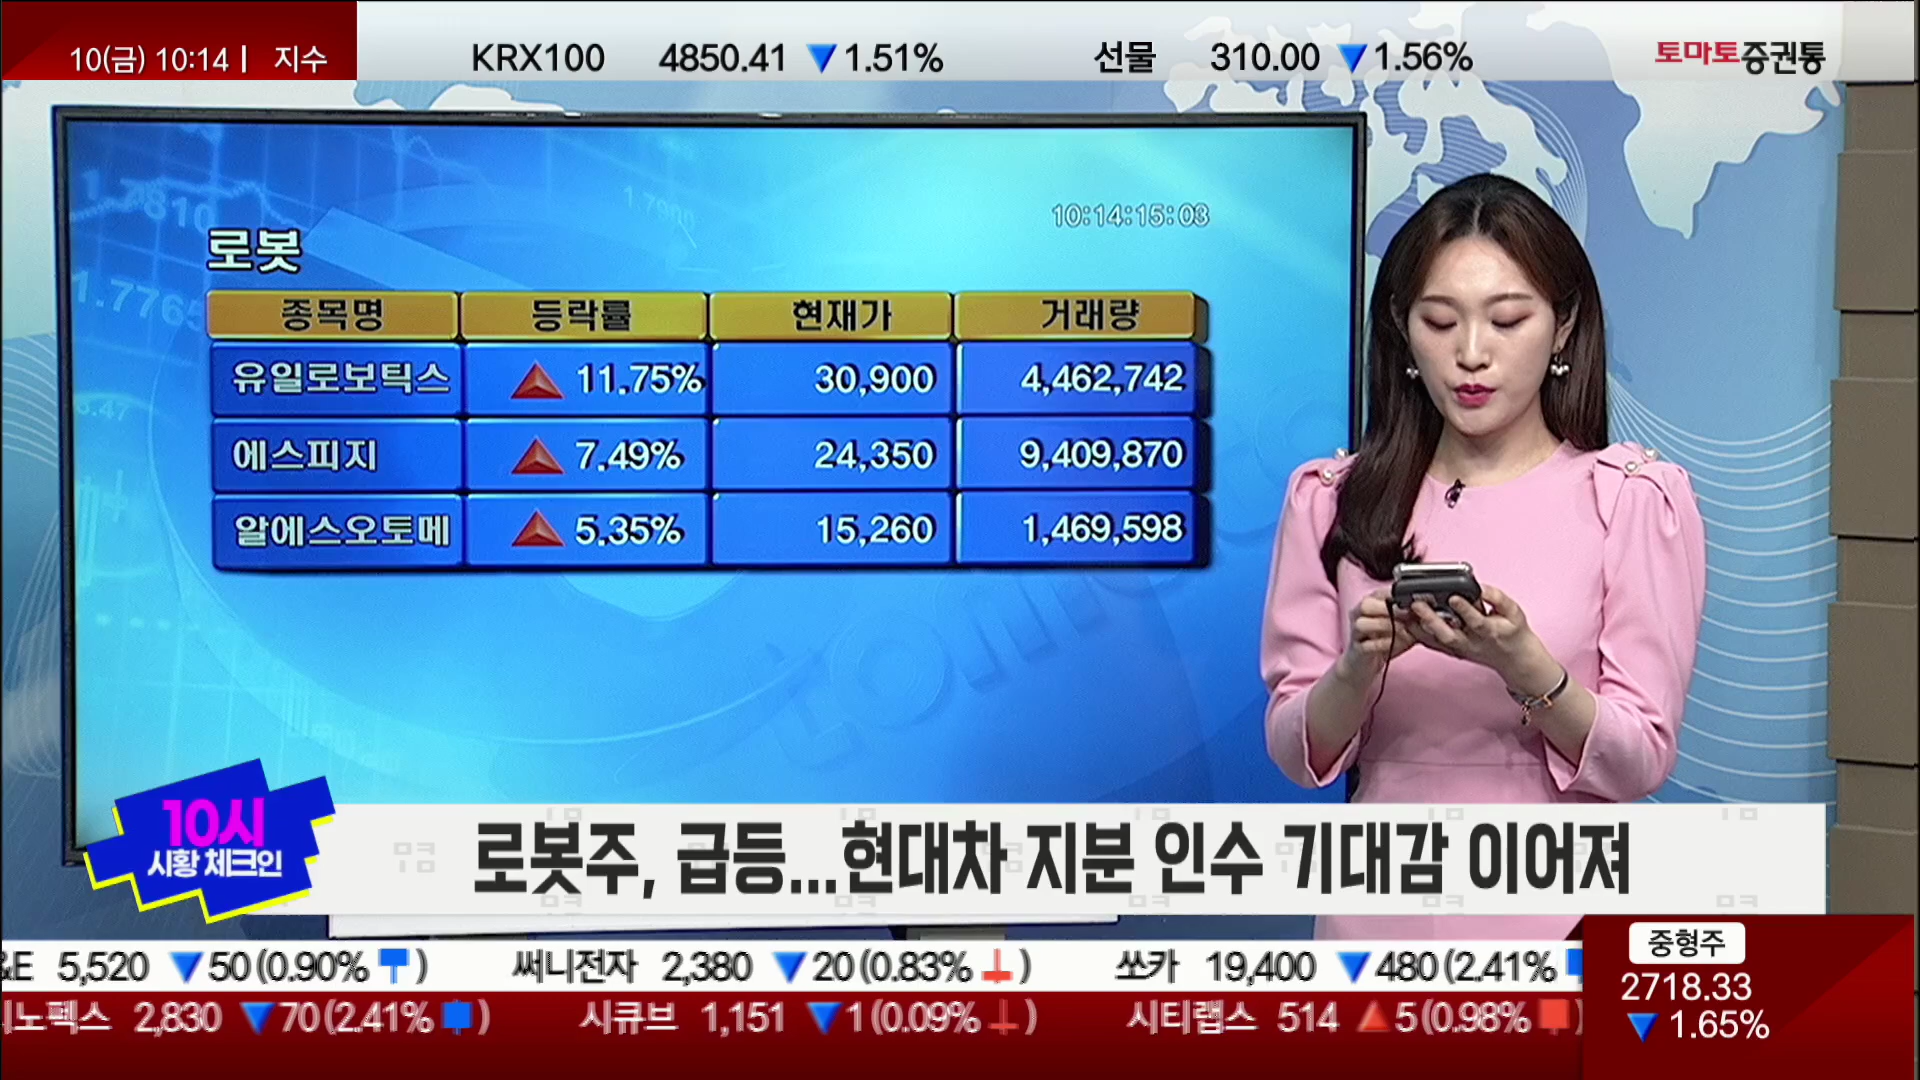 10(금) 10:14 | 지수 KRX100 4850.41 ▼1.51% 선물 310.00 ▼1.56% 토마토증권통
10:14:15:03
로봇
종목명 등락률 현재가 거래량
유일로보틱스 ▲ 11.75% 30,900 4,462,742
에스피지 ▲ 7.49% 24,350 9,409,870
알에스오토메 ▲ 5.35% 15,260 1,469,598
10시
시황 체크인
로봇주, 급등...현대차 지분 인수 기대감 이어져
&E 5,520 ▼50(0.90% ) 써니전자 2,380 ▼20(0.83% ) 쏘카 19,400 ▼480(2.41%
노펙스 2,830 ▼70(2.41% ) 시큐브 1,151 ▼1(0.09% ) 시티랩스 514 ▲5(0.98% )
중형주
2718.33
▼ 1.65%